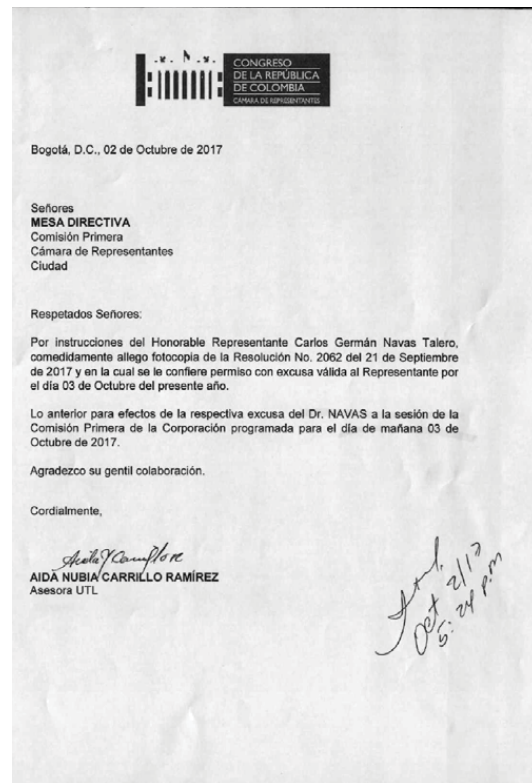 CONGRESO
DE LA REPÚBLICA
DE COLOMBIA
CÁMARA DE REPRESENTANTES
Bogotá, D.C., 02 de Octubre de 2017
Señores
MESA DIRECTIVA
Comisión Primera
Cámara de Representantes
Ciudad
Respetados Señores:
Por instrucciones del Honorable Representante Carlos Germán Navas Talero,
comedidamente allego fotocopia de la Resolución No. 2062 del 21 de Septiembre
de 2017 y en la cual se le confiere permiso con excusa válida al Representante por
el día 03 de Octubre del presente año.
Lo anterior para efectos de la respectiva excusa del Dr. NAVAS a la sesión de la
Comisión Primera de la Corporación programada para el día de mañana 03 de
Octubre de 2017.
Agradezco su gentil colaboración.
Cordialmente,
AIDA NUBIA CARRILLO RAMÍREZ
Asesora UTL
Oct 2/17
5:24 p.m